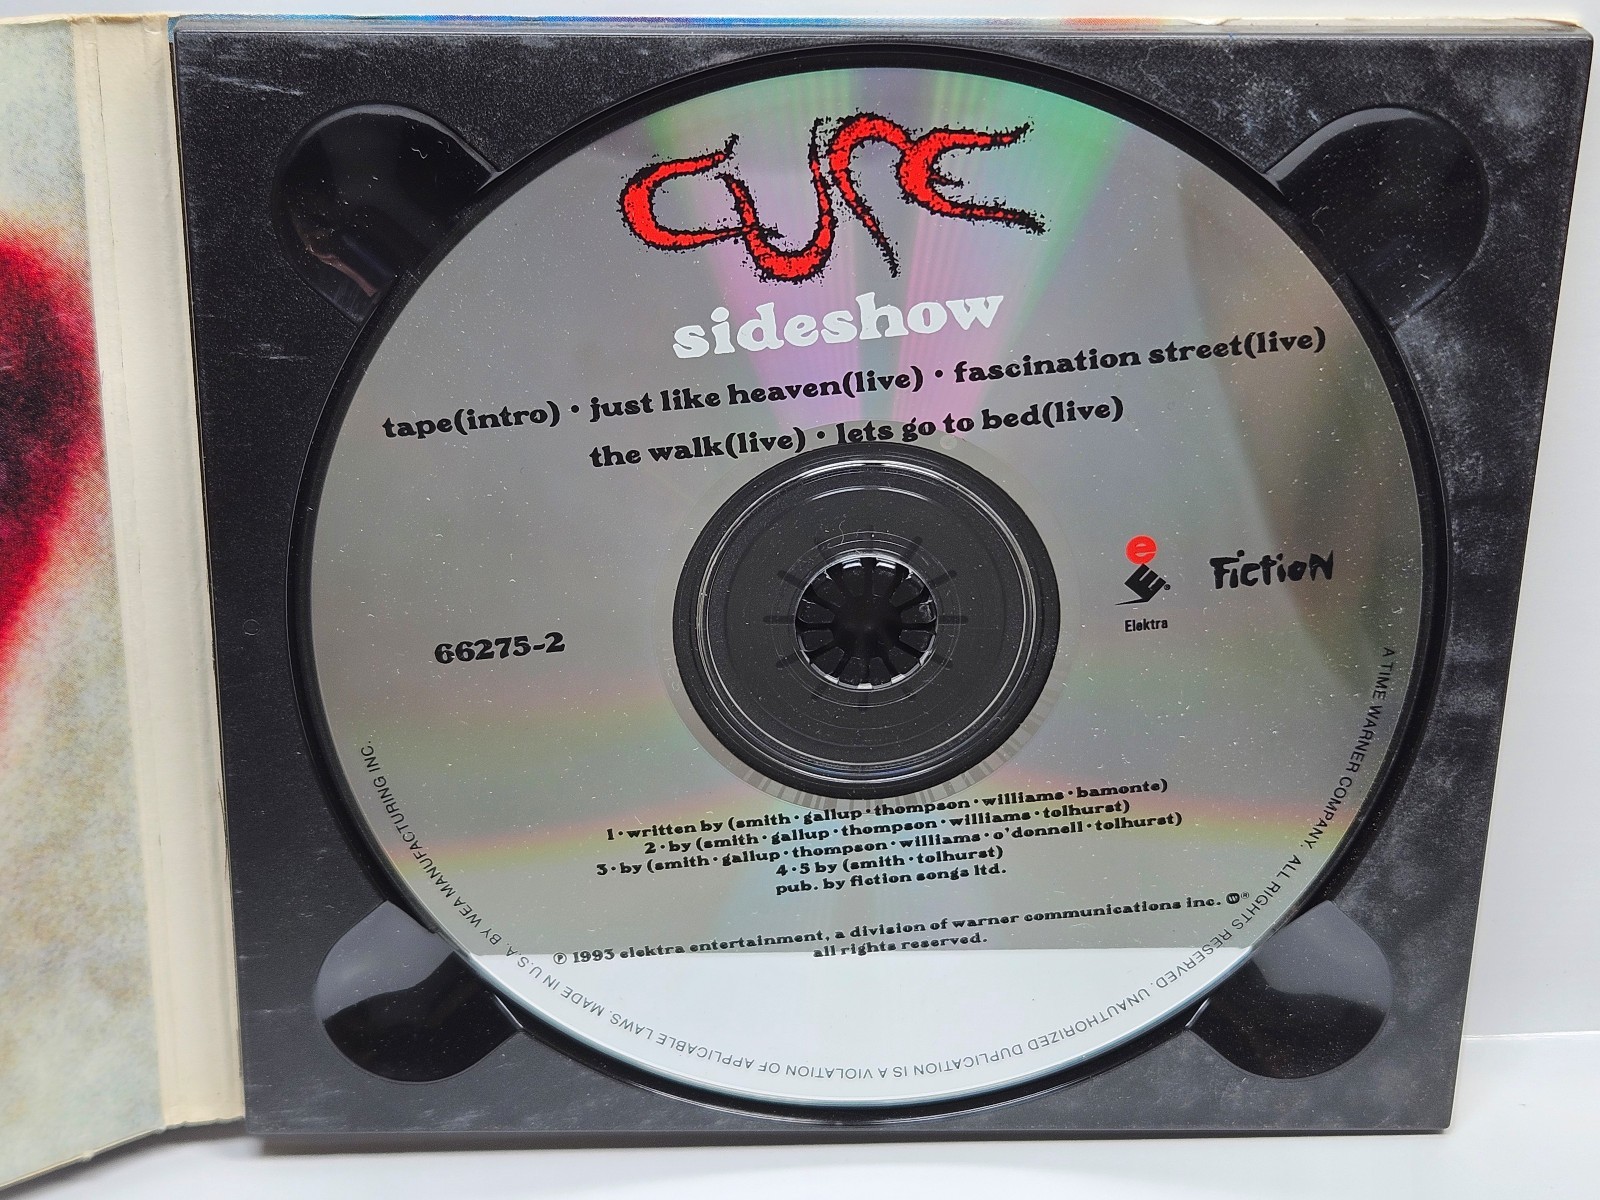 CURE
sideshow
tape(intro) • just like heaven(live) • fascination street(live)
the walk(live) • lets go to bed(live)
e
E®
Elektra
Fiction
66275-2
1•written by (smith•gallup•thompson•williams•bamonte)
2•by (smith•gallup•thompson•williams•tolhurst)
3•by (smith•gallup•thompson•williams•o'donnell•tolhurst)
4•5 by (smith•tolhurst)
pub. by fiction songs ltd.
℗ 1993 elektra entertainment, a division of warner communications inc. ®
all rights reserved.
A TIME WARNER COMPANY. ALL RIGHTS RESERVED. UNAUTHORIZED DUPLICATION IS A VIOLATION OF APPLICABLE LAWS. MADE IN U.S.A. BY WEA MANUFACTURING INC.